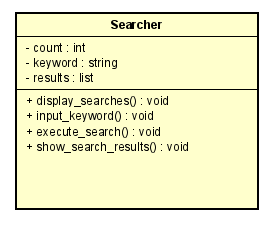 Searcher
- count : int
- keyword : string
- results : list
+ display_searches() : void
+ input_keyword() : void
+ execute_search() : void
+ show_search_results() : void